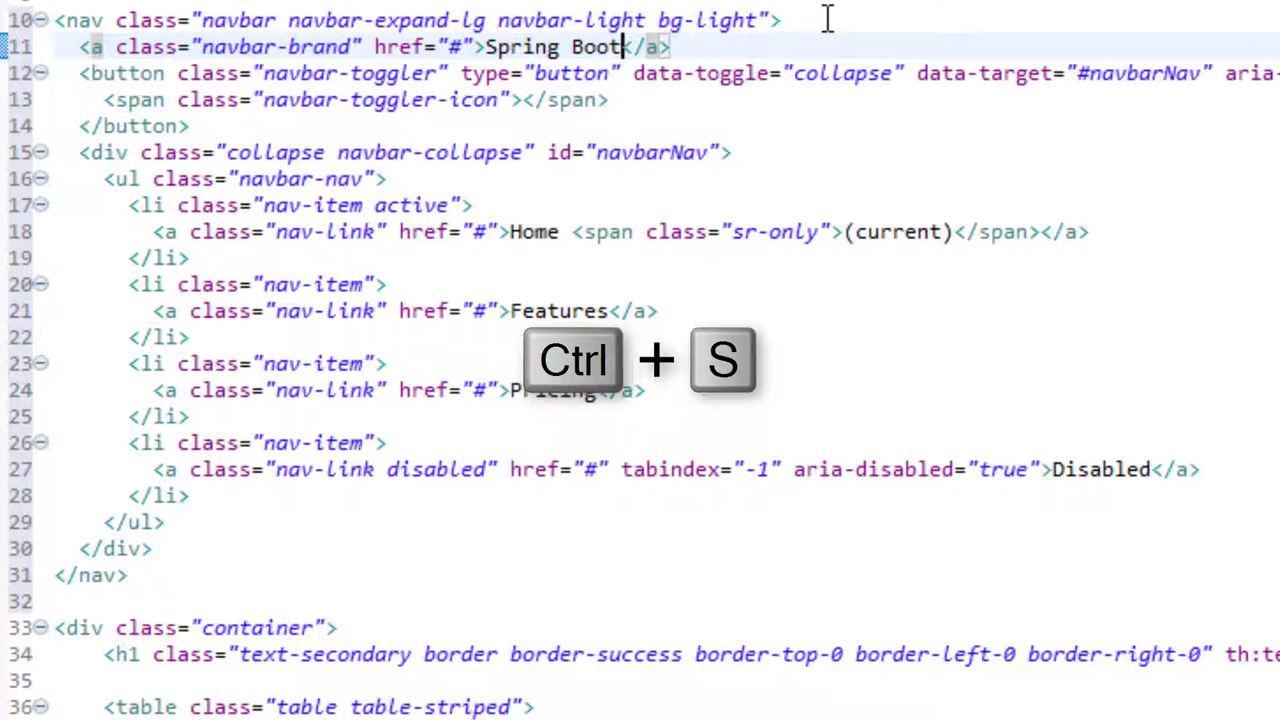 10 <nav class="navbar navbar-expand-lg navbar-light bg-light">
11 <a class="navbar-brand" href="#">Spring Boot</a>
12 <button class="navbar-toggler" type="button" data-toggle="collapse" data-target="#navbarNav" aria-
13 <span class="navbar-toggler-icon"></span>
14 </button>
15 <div class="collapse navbar-collapse" id="navbarNav">
16 <ul class="navbar-nav">
17 <li class="nav-item active">
18 <a class="nav-link" href="#">Home <span class="sr-only">(current)</span></a>
19 </li>
20 <li class="nav-item">
21 <a class="nav-link" href="#">Features</a>
22 </li>
Ctrl + S
23 <li class="nav-item">
24 <a class="nav-link" href="#">Pricing</a>
25 </li>
26 <li class="nav-item">
27 <a class="nav-link disabled" href="#" tabindex="-1" aria-disabled="true">Disabled</a>
28 </li>
29 </ul>
30 </div>
31 </nav>
32
33 <div class="container">
34 <h1 class="text-secondary border border-success border-top-0 border-left-0 border-right-0" th:te
35
36 <table class="table table-striped">